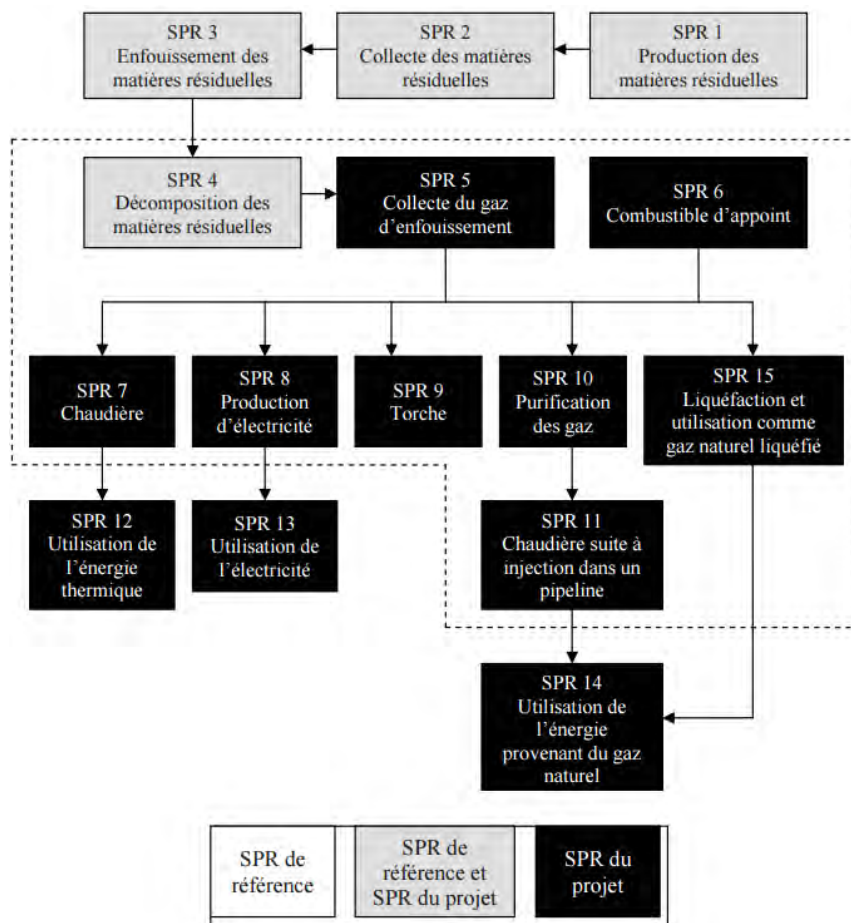 SPR 3
Enfouissement des
matières résiduelles
SPR 2
Collecte des matières
résiduelles
SPR 1
Production des
matières résiduelles
SPR 4
Décomposition des
matières résiduelles
SPR 5
Collecte du gaz
d’enfouissement
SPR 6
Combustible d’appoint
SPR 7
Chaudière
SPR 8
Production
d’électricité
SPR 9
Torche
SPR 10
Purification
des gaz
SPR 15
Liquéfaction et
utilisation comme
gaz naturel liquéfié
SPR 12
Utilisation de
l’énergie
thermique
SPR 13
Utilisation de
l’électricité
SPR 11
Chaudière suite à
injection dans un
pipeline
SPR 14
Utilisation de
l’énergie
provenant du gaz
naturel
SPR de
référence
SPR de
référence et
SPR du projet
SPR du
projet